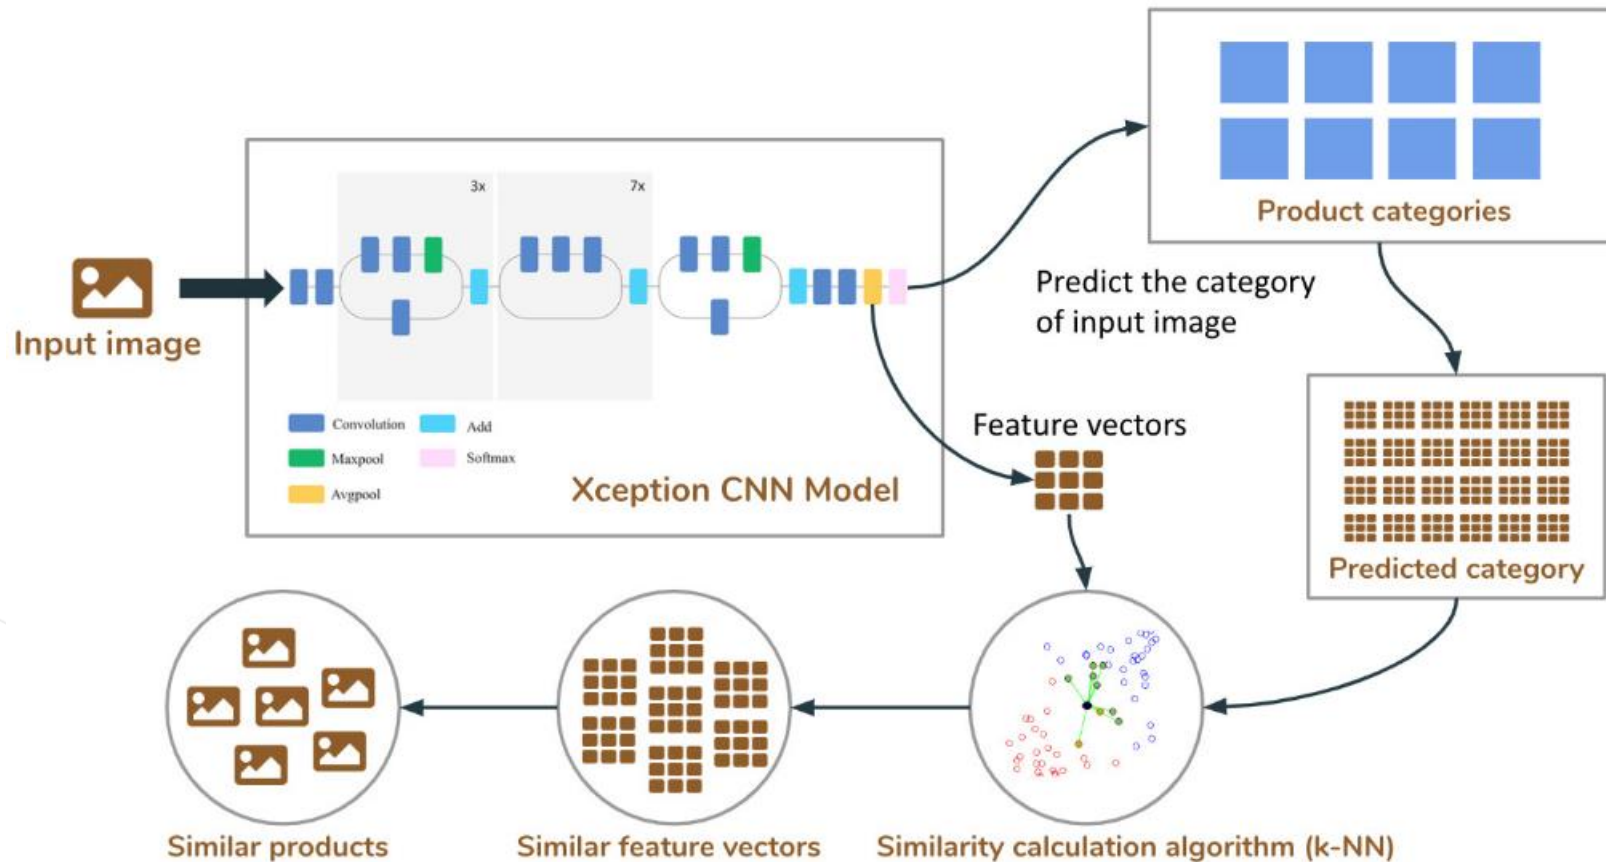 Product categories
3x
7x
Input image
Predict the category
of input image
Convolution
Add
Maxpool
Softmax
Avgpool
Xception CNN Model
Feature vectors
Predicted category
Similar products
Similar feature vectors
Similarity calculation algorithm (k-NN)